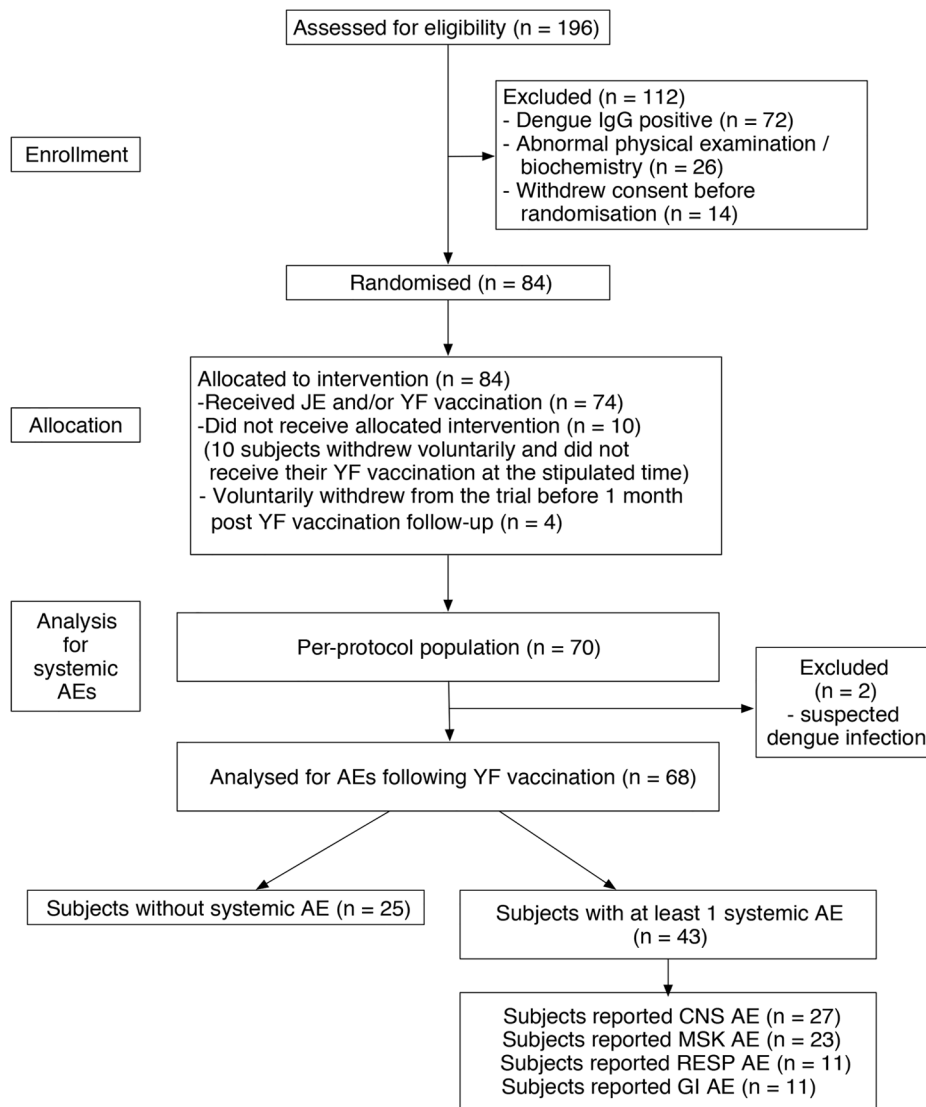 Assessed for eligibility (n = 196)
Excluded (n = 112)
- Dengue IgG positive (n = 72)
- Abnormal physical examination /
biochemistry (n = 26)
- Withdrew consent before
randomisation (n = 14)
Enrollment
Randomised (n = 84)
Allocated to intervention (n = 84)
-Received JE and/or YF vaccination (n = 74)
-Did not receive allocated intervention (n = 10)
(10 subjects withdrew voluntarily and did not
receive their YF vaccination at the stipulated time)
- Voluntarily withdrew from the trial before 1 month
post YF vaccination follow-up (n = 4)
Allocation
Analysis
for
systemic
AEs
Per-protocol population (n = 70)
Excluded
(n = 2)
- suspected
dengue infection
Analysed for AEs following YF vaccination (n = 68)
Subjects without systemic AE (n = 25)
Subjects with at least 1 systemic AE
(n = 43)
Subjects reported CNS AE (n = 27)
Subjects reported MSK AE (n = 23)
Subjects reported RESP AE (n = 11)
Subjects reported GI AE (n = 11)